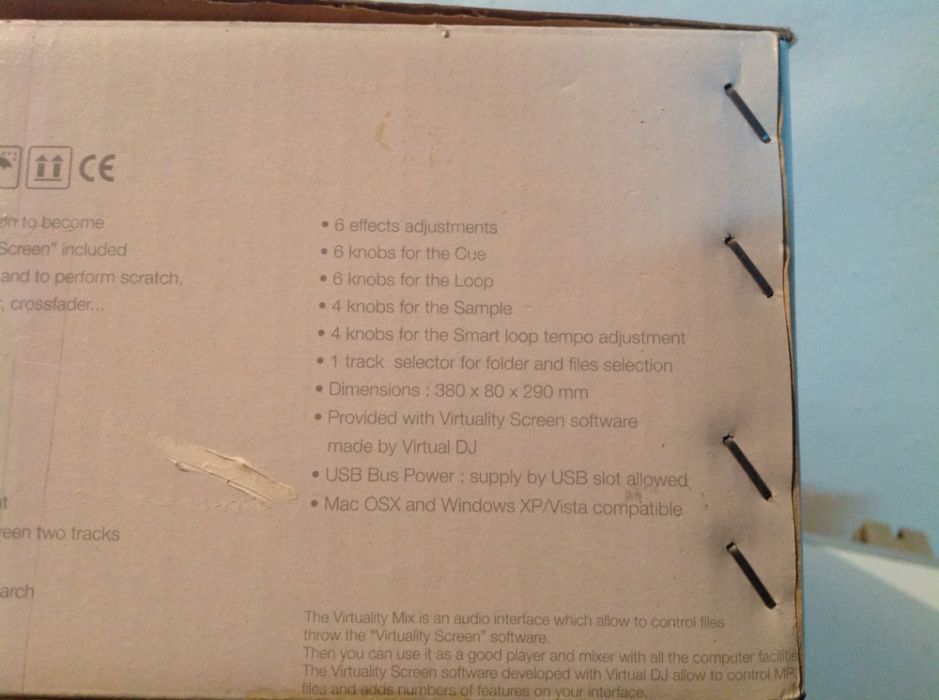 CE
on to become
Screen" included
and to perform scratch,
, crossfader...
een two tracks
arch
• 6 effects adjustments
• 6 knobs for the Cue
• 6 knobs for the Loop
• 4 knobs for the Sample
• 4 knobs for the Smart loop tempo adjustment
• 1 track selector for folder and files selection
• Dimensions : 380 x 80 x 290 mm
• Provided with Virtuality Screen software
made by Virtual DJ
• USB Bus Power : supply by USB slot allowed
• Mac OSX and Windows XP/Vista compatible
The Virtuality Mix is an audio interface which allow to control files
throw the "Virtuality Screen" software.
Then you can use it as a good player and mixer with all the computer facilitie
The Virtuality Screen software developed with Virtual DJ allow to control MP
files and adds numbers of features on your interface.